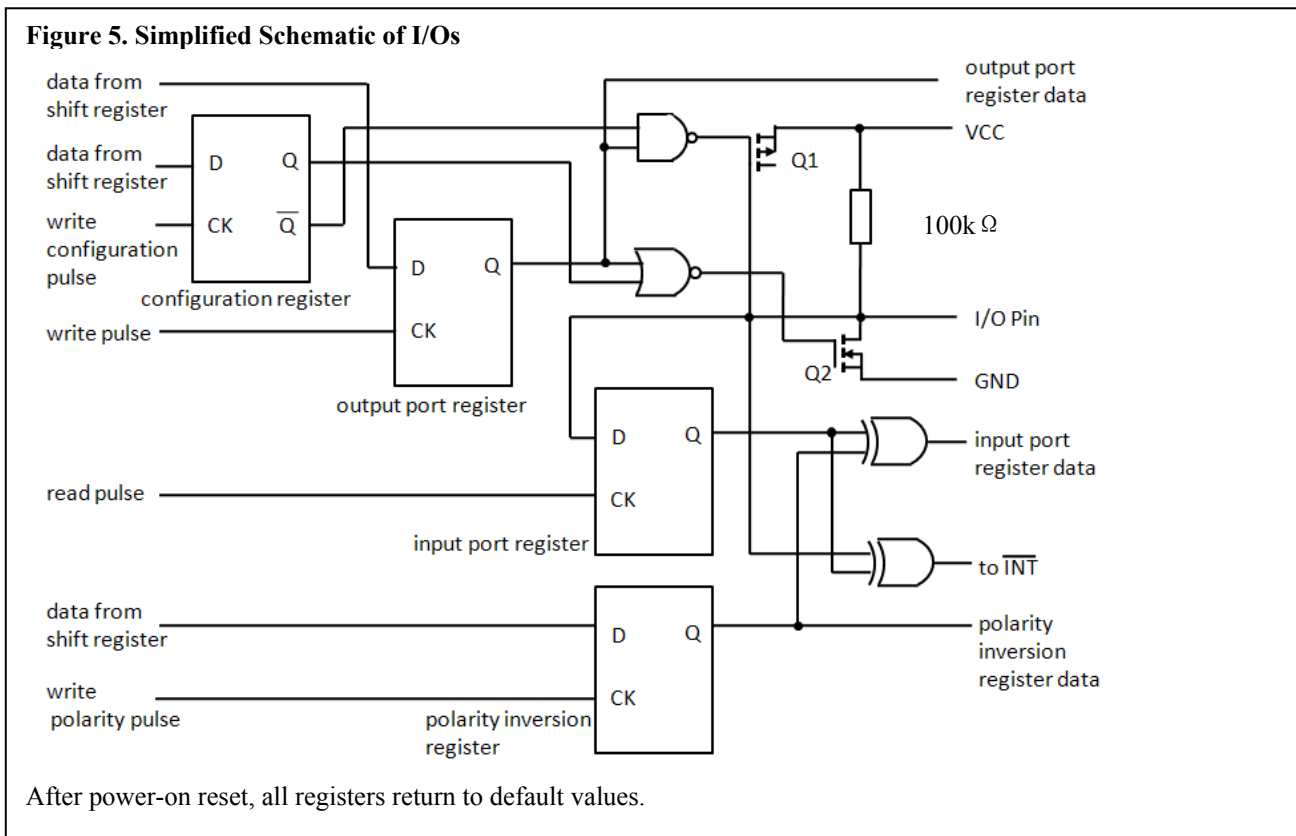 Figure 5. Simplified Schematic of I/Os
data from
shift register
output port
register data
VCC
data from
shift register
D
Q
Q1
write
configuration
pulse
CK
Q̅
100k Ω
configuration register
D
Q
write pulse
CK
I/O Pin
Q2
GND
output port register
D
Q
input port
register data
read pulse
CK
input port register
to I̅N̅T̅
data from
shift register
D
Q
polarity
inversion
register data
write
polarity pulse
CK
polarity inversion
register
After power-on reset, all registers return to default values.